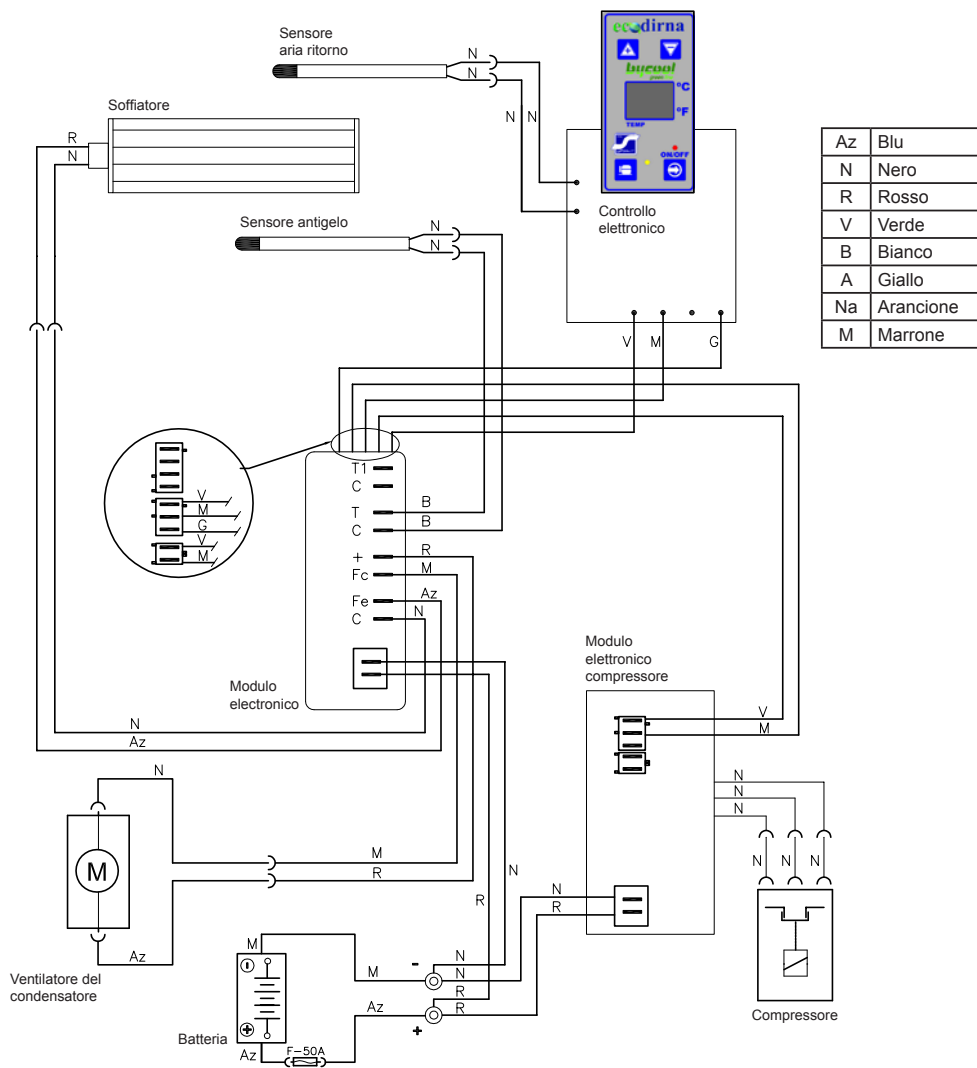 Sensore
aria ritorno
N
N
N N
ecodirna
bycool
green
°C
°F
TEMP
ON/OFF
Controllo
elettronico
Az Blu
N Nero
R Rosso
V Verde
B Bianco
A Giallo
Na Arancione
M Marrone
Soffiatore
R
N
Sensore antigelo
N
N
V M G
V
M
G
V
M
T1
C
T B
C B
+ R
Fc M
Fe Az
C N
Modulo
electronico
N
Az
Modulo
elettronico
compressore
V
M
N
N
N
N N N
Compressore
N
M
M
R
Az
Ventilatore del
condensatore
N
R
N
R
M
M
-
N
N
R
R
Az
+
Batteria
Az
F-50A